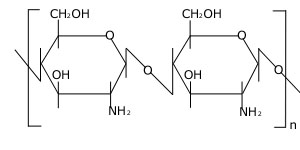 CH₂OH CH₂OH
O O
OH O OH O
NH₂ NH₂
n